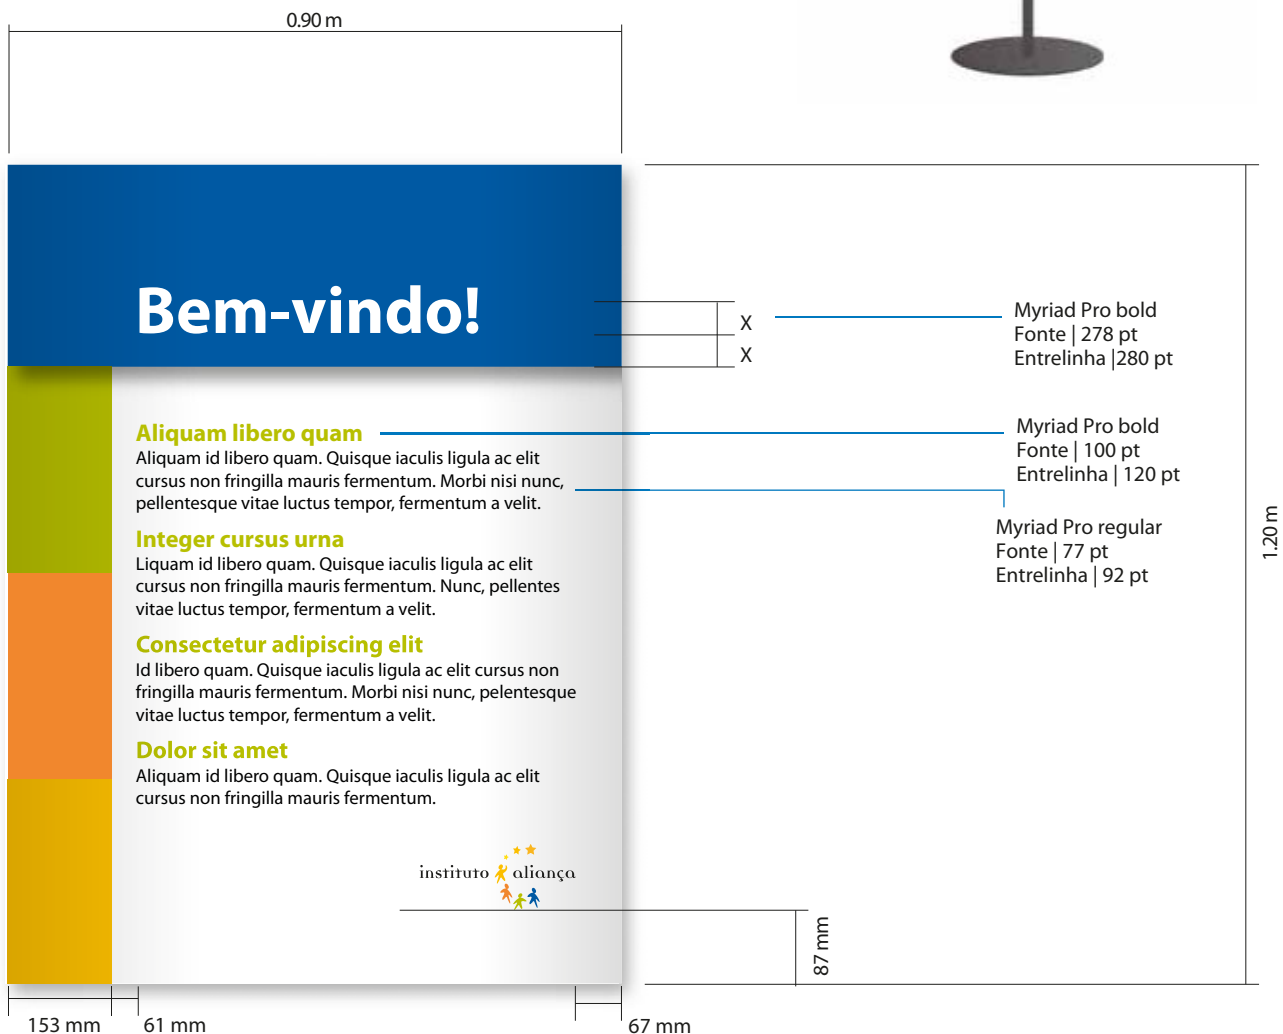 0.90 m
Bem-vindo!
X
X
Myriad Pro bold
Fonte | 278 pt
Entrelinha |280 pt
Aliquam libero quam
Aliquam id libero quam. Quisque iaculis ligula ac elit
cursus non fringilla mauris fermentum. Morbi nisi nunc,
pellentesque vitae luctus tempor, fermentum a velit.
Myriad Pro bold
Fonte | 100 pt
Entrelinha | 120 pt
Myriad Pro regular
Fonte | 77 pt
Entrelinha | 92 pt
1.20 m
Integer cursus urna
Liquam id libero quam. Quisque iaculis ligula ac elit
cursus non fringilla mauris fermentum. Nunc, pellentes
vitae luctus tempor, fermentum a velit.
Consectetur adipiscing elit
Id libero quam. Quisque iaculis ligula ac elit cursus non
fringilla mauris fermentum. Morbi nisi nunc, pelentesque
vitae luctus tempor, fermentum a velit.
Dolor sit amet
Aliquam id libero quam. Quisque iaculis ligula ac elit
cursus non fringilla mauris fermentum.
instituto aliança
87 mm
153 mm
61 mm
67 mm